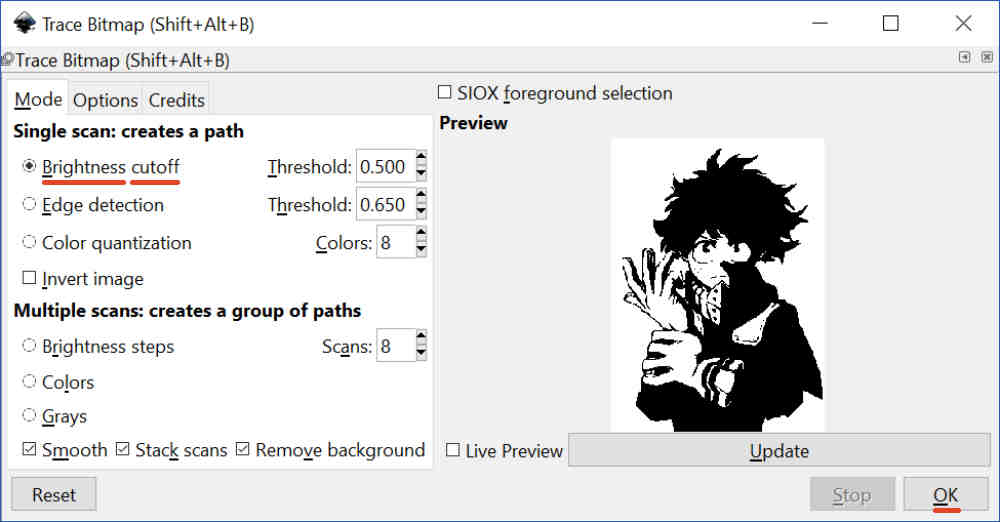 Trace Bitmap (Shift+Alt+B)
Trace Bitmap (Shift+Alt+B)
Mode Options Credits
SIOX foreground selection
Single scan: creates a path
Preview
Brightness cutoff Threshold: 0.500
Edge detection Threshold: 0.650
Color quantization Colors: 8
Invert image
Multiple scans: creates a group of paths
Brightness steps Scans: 8
Colors
Grays
Smooth Stack scans Remove background
Live Preview Update
Reset Stop OK